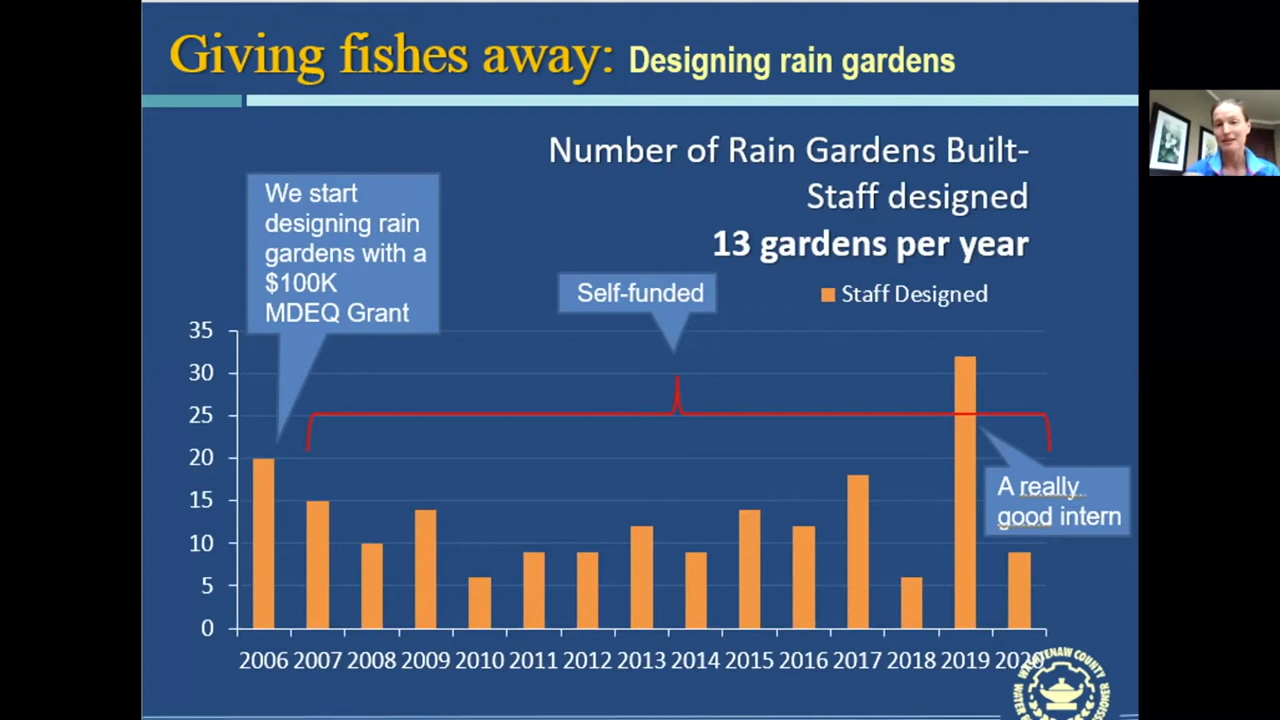 Giving fishes away: Designing rain gardens
Number of Rain Gardens Built-
Staff designed
13 gardens per year
We start
designing rain
gardens with a
$100K
MDEQ Grant
Self-funded
Staff Designed
35
30
25
20
15
10
5
0
A really
good intern
2006 2007 2008 2009 2010 2011 2012 2013 2014 2015 2016 2017 2018 2019
WASHTENAW COUNTY